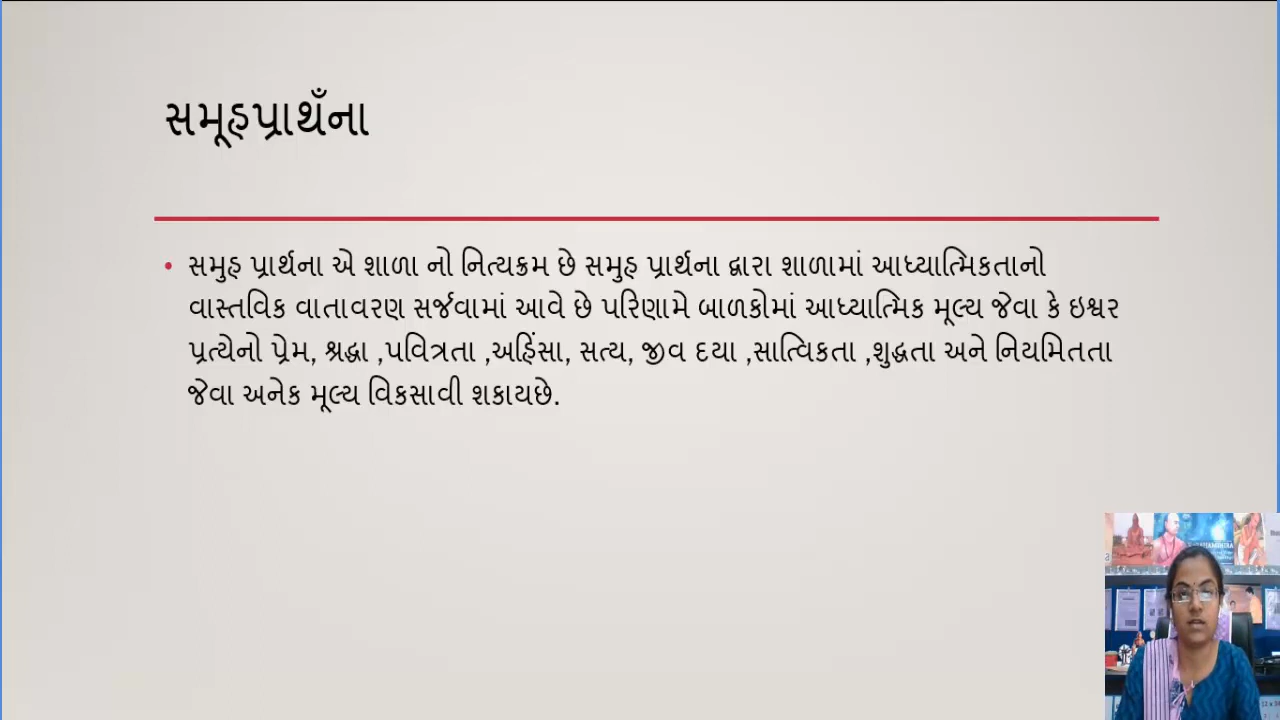 સમૂહપ્રાથઁના
• સમુહ પ્રાર્થના એ શાળા નો નિત્યક્રમ છે સમુહ પ્રાર્થના દ્વારા શાળામાં આધ્યાત્મિકતાનો
વાસ્તવિક વાતાવરણ સર્જવામાં આવે છે પરિણામે બાળકોમાં આધ્યાત્મિક મૂલ્ય જેવા કે ઇશ્વર
પ્રત્યેનો પ્રેમ, શ્રદ્ધા ,પવિત્રતા ,અહિંસા, સત્ય, જીવ દયા ,સાત્વિકતા ,શુદ્ધતા અને નિયમિતતા
જેવા અનેક મૂલ્ય વિકસાવી શકાયછે.